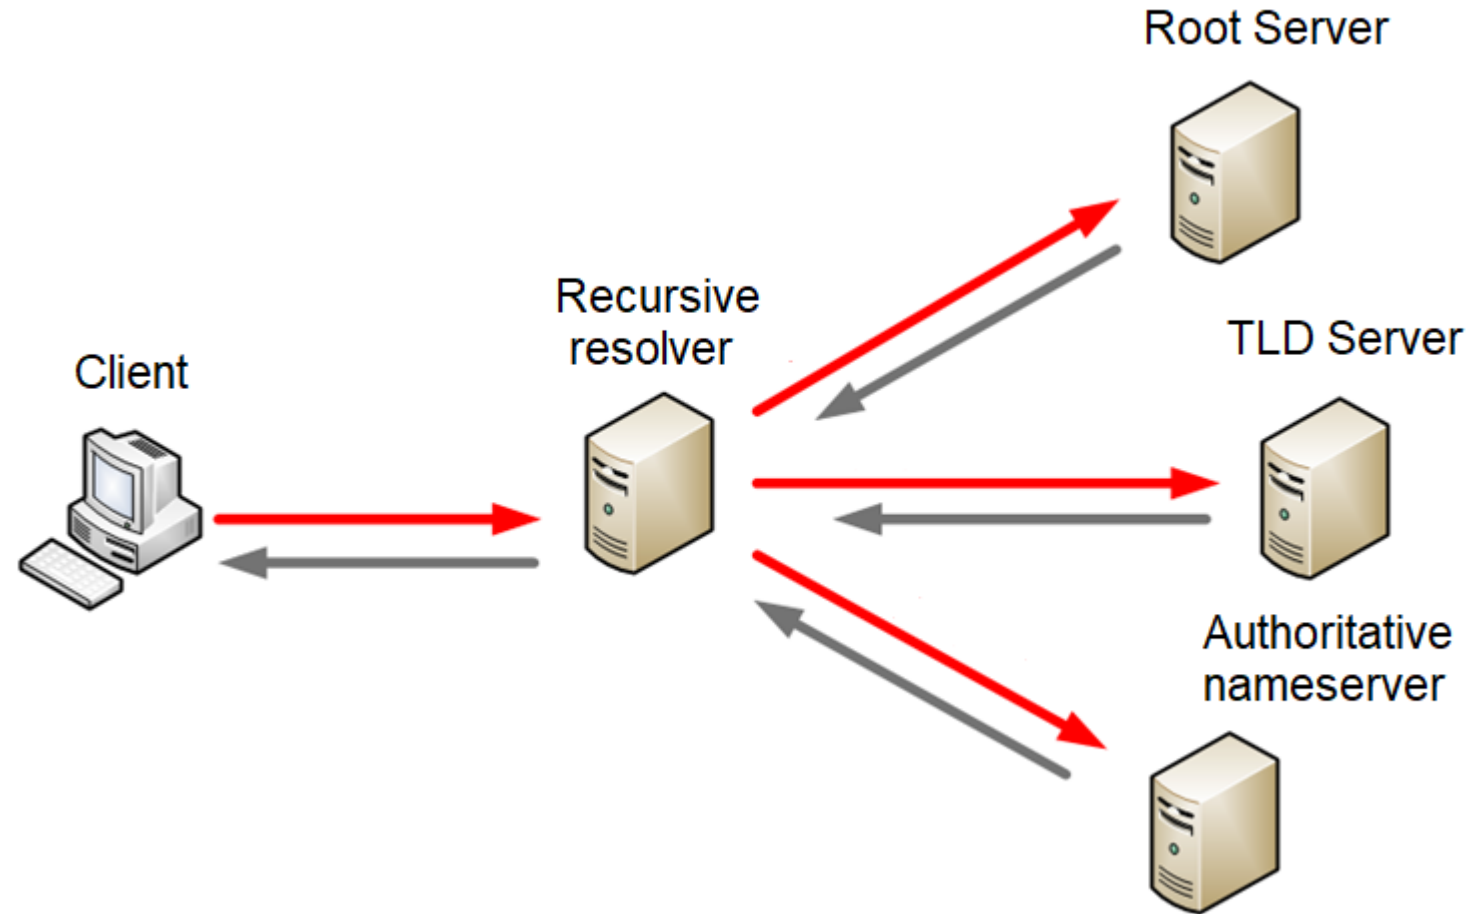 Root Server
Recursive
resolver
TLD Server
Client
Authoritative
nameserver